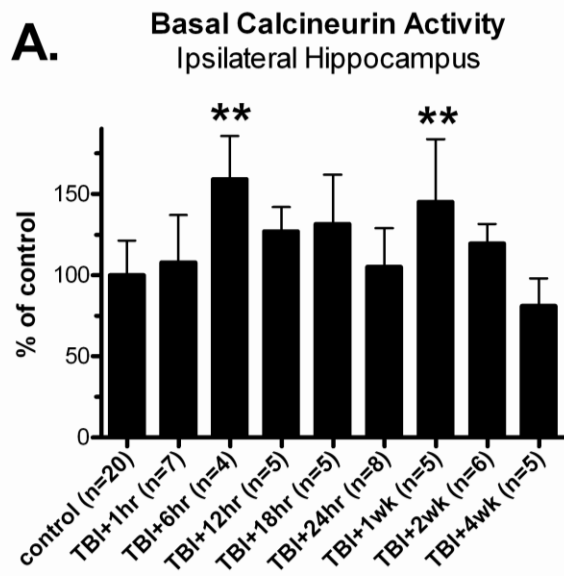 A.
Basal Calcineurin Activity
Ipsilateral Hippocampus
**
**
% of control
150
100
50
0
control (n=20)
TBI+1hr (n=7)
TBI+6hr (n=4)
TBI+12hr (n=5)
TBI+18hr (n=5)
TBI+24hr (n=8)
TBI+1wk (n=5)
TBI+2wk (n=6)
TBI+4wk (n=5)